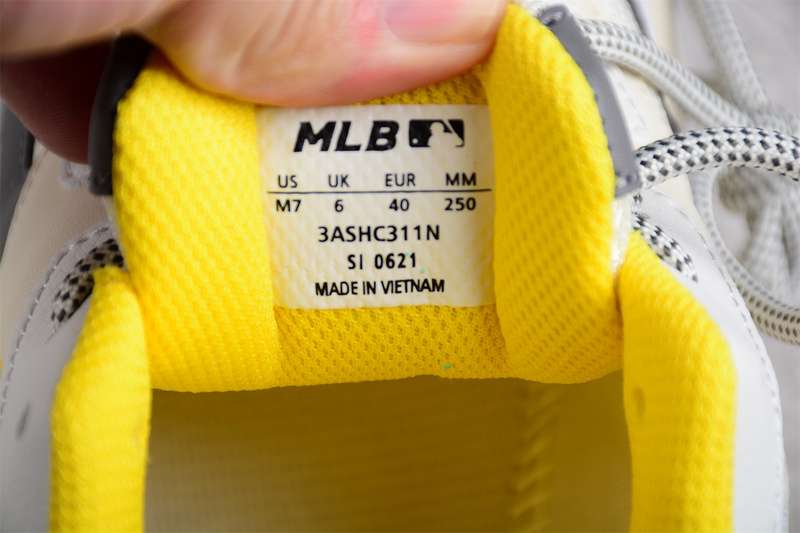 MLB
US UK EUR MM
M7 6 40 250
3ASHC311N
SI 0621
MADE IN VIETNAM